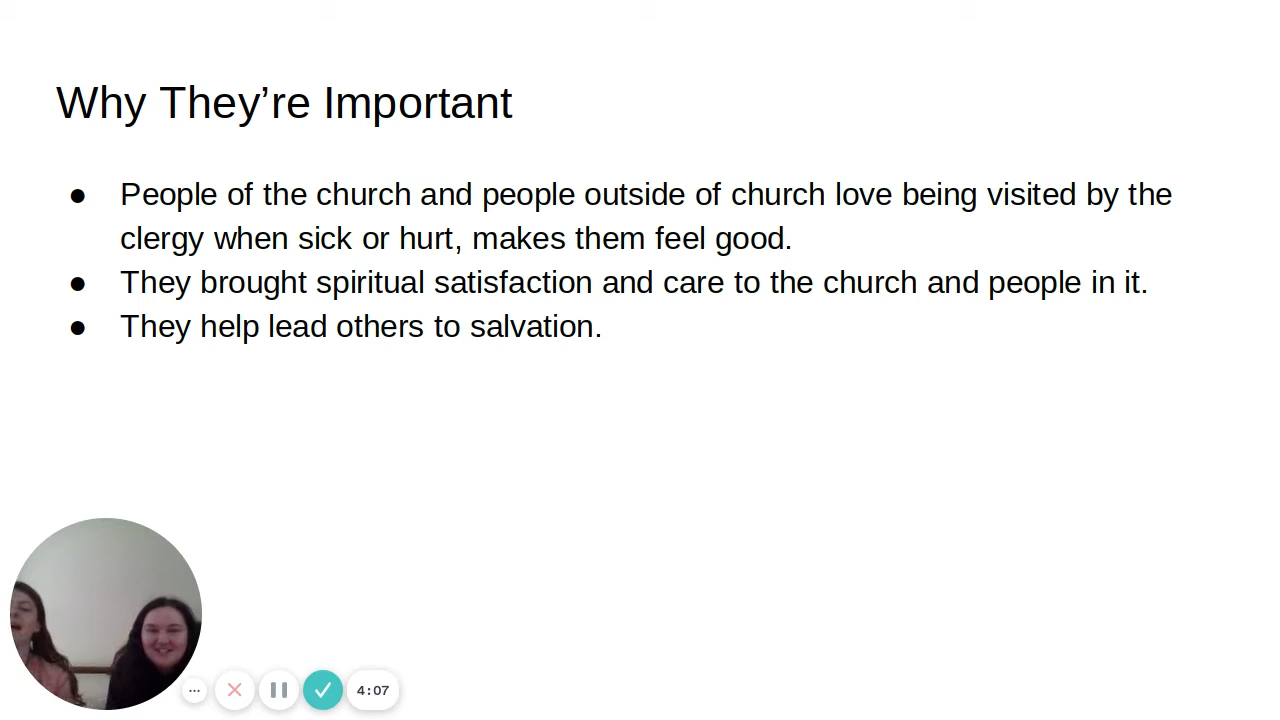 Why They’re Important
● People of the church and people outside of church love being visited by the
clergy when sick or hurt, makes them feel good.
● They brought spiritual satisfaction and care to the church and people in it.
● They help lead others to salvation.
4:07